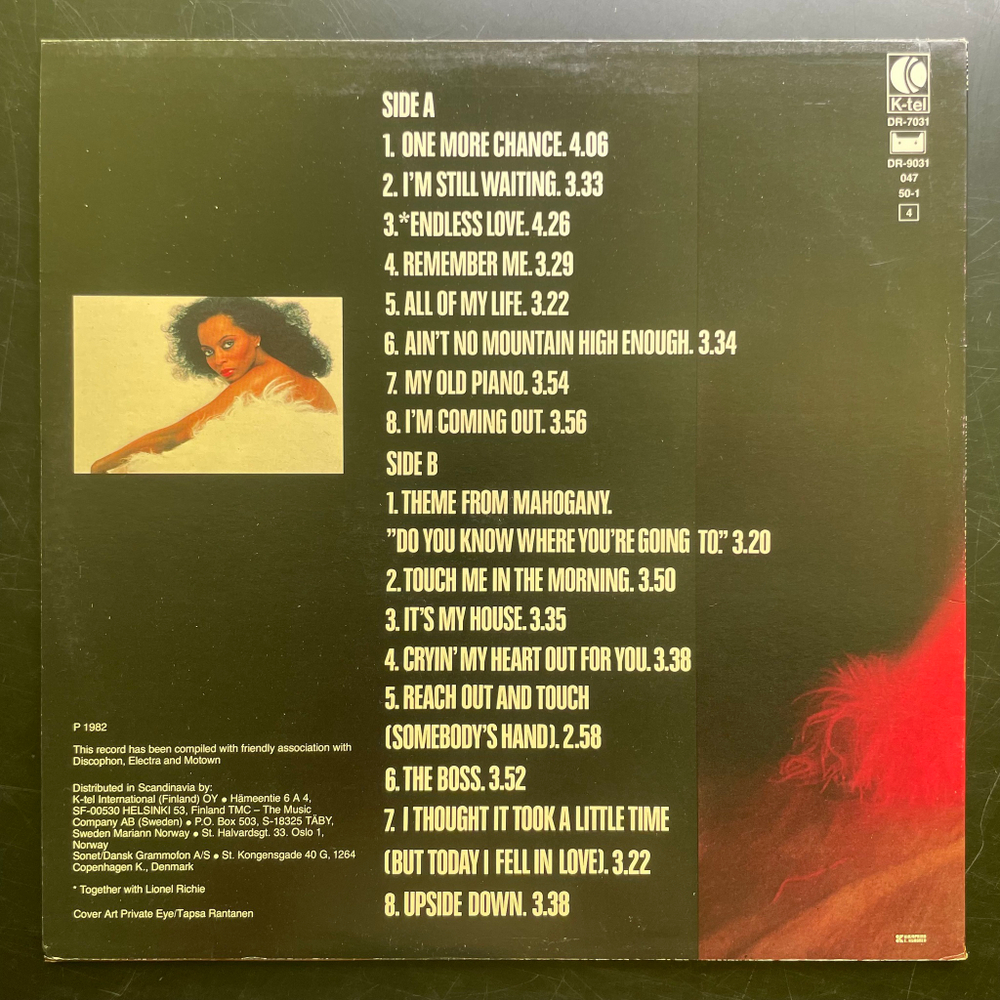 SIDE A
1. ONE MORE CHANCE. 4.06
2. I'M STILL WAITING. 3.33
3.*ENDLESS LOVE. 4.26
4. REMEMBER ME. 3.29
5. ALL OF MY LIFE. 3.22
6. AIN'T NO MOUNTAIN HIGH ENOUGH. 3.34
7. MY OLD PIANO. 3.54
8. I'M COMING OUT. 3.56
SIDE B
1. THEME FROM MAHOGANY.
"DO YOU KNOW WHERE YOU'RE GOING TO." 3.20
2. TOUCH ME IN THE MORNING. 3.50
3. IT'S MY HOUSE. 3.35
4. CRYIN' MY HEART OUT FOR YOU. 3.38
5. REACH OUT AND TOUCH
(SOMEBODY'S HAND). 2.58
6. THE BOSS. 3.52
7. I THOUGHT IT TOOK A LITTLE TIME
(BUT TODAY I FELL IN LOVE). 3.22
8. UPSIDE DOWN. 3.38
K-tel
DR-7031
DR-9031
047
50-1
4
P 1982
This record has been compiled with friendly association with
Discophon, Electra and Motown
Distributed in Scandinavia by:
K-tel International (Finland) OY ● Hämeentie 6 A 4,
SF-00530 HELSINKI 53, Finland TMC – The Music
Company AB (Sweden) ● P.O. Box 503, S-18325 TÄBY,
Sweden Mariann Norway ● St. Halvardsgt. 33. Oslo 1,
Norway
Sonet/Dansk Grammofon A/S ● St. Kongensgade 40 G, 1264
Copenhagen K., Denmark
* Together with Lionel Richie
Cover Art Private Eye/Tapsa Rantanen